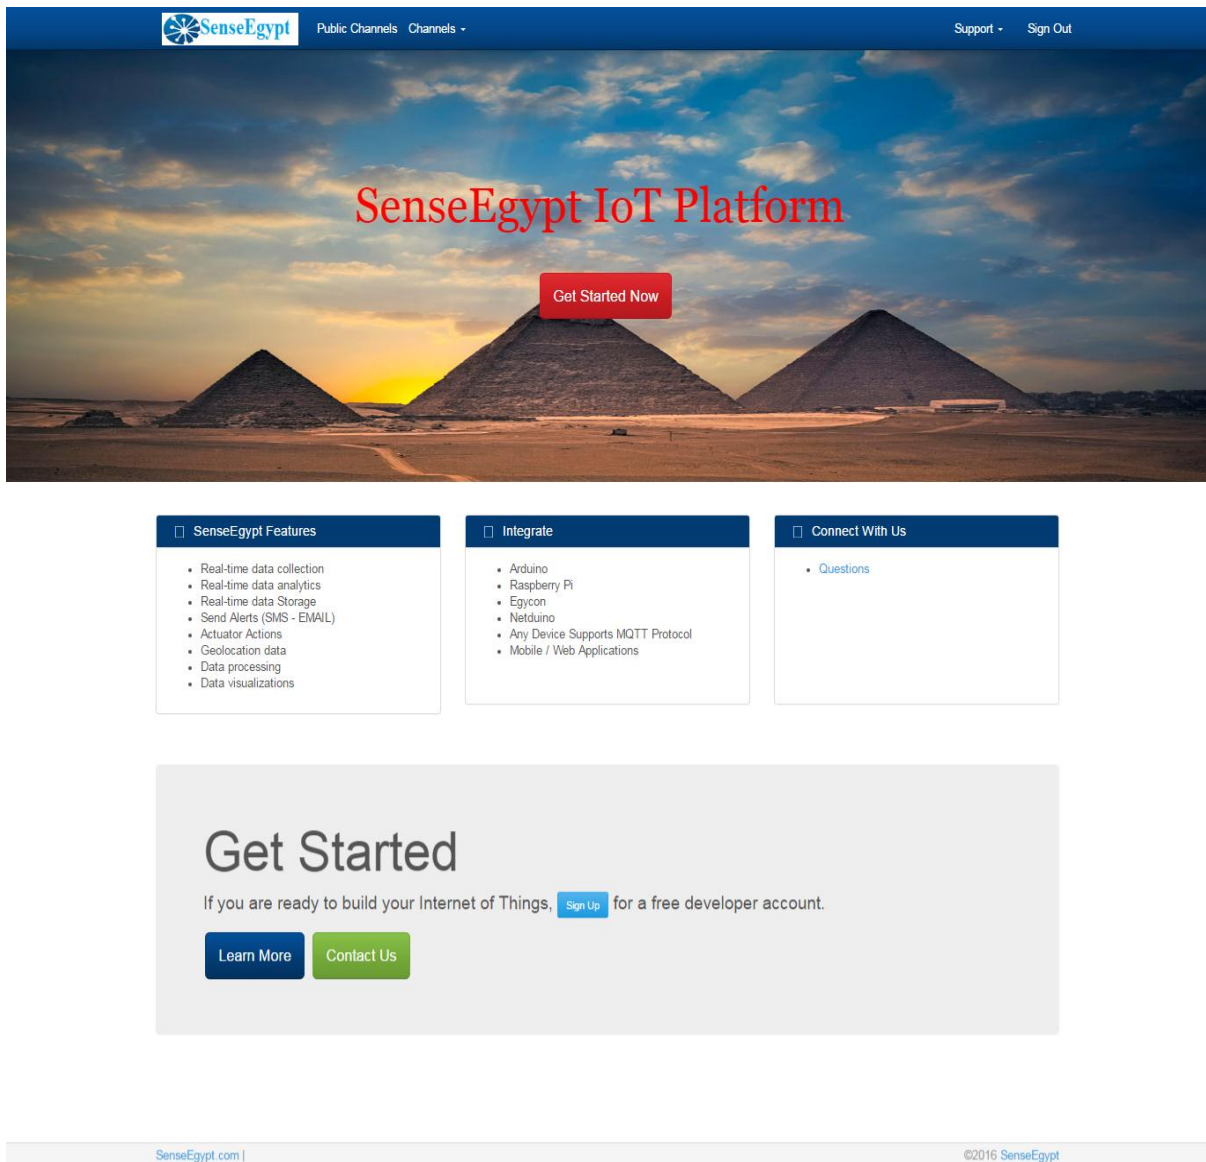 SenseEgypt Public Channels Channels Support Sign Out
SenseEgypt IoT Platform
Get Started Now
SenseEgypt Features
Real-time data collection
Real-time data analytics
Real-time data Storage
Send Alerts (SMS - EMAIL)
Actuator Actions
Geolocation data
Data processing
Data visualizations
Integrate
Arduino
Raspberry Pi
Egycon
Netduino
Any Device Supports MQTT Protocol
Mobile / Web Applications
Connect With Us
Questions
Get Started
If you are ready to build your Internet of Things, Sign Up for a free developer account.
Learn More Contact Us
SenseEgypt.com | ©2016 SenseEgypt